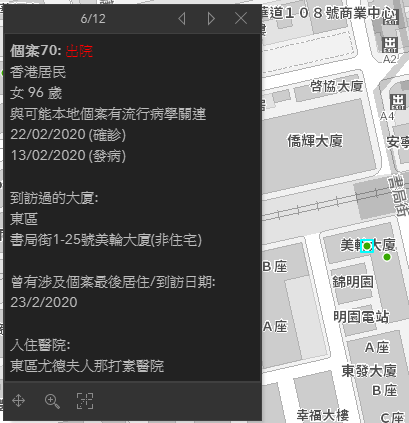 6/12
個案70: 出院
香港居民
女 96 歲
與可能本地個案有流行病學關連
22/02/2020 (確診)
13/02/2020 (發病)
到訪過的大廈:
東區
書局街1-25號美輪大廈(非住宅)
曾有涉及個案最後居住/到訪日期:
23/2/2020
入住醫院:
東區尤德夫人那打素醫院
道１０８號商業中心
出
A2
啓協大廈
出
A4
僑輝大廈
安寧
書局街
美輪大廈
B 座
錦明園
明園電站
A 座
A 座
東發大廈
B 座
C 座
幸福大樓